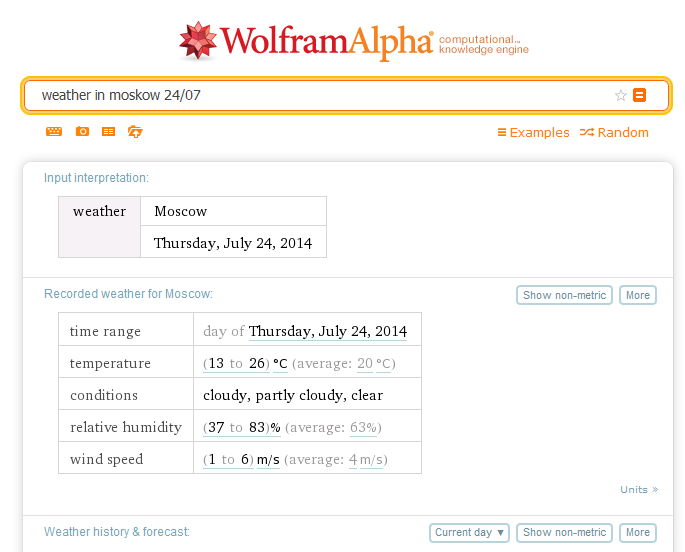 WolframAlpha® computational... knowledge engine
weather in moskow 24/07
Examples Random
Input interpretation:
weather Moscow
Thursday, July 24, 2014
Recorded weather for Moscow: Show non-metric More
time range day of Thursday, July 24, 2014
temperature (13 to 26) °C (average: 20 °C)
conditions cloudy, partly cloudy, clear
relative humidity (37 to 83)% (average: 63%)
wind speed (1 to 6) m/s (average: 4 m/s)
Units »
Weather history & forecast: Current day ▼ Show non-metric More